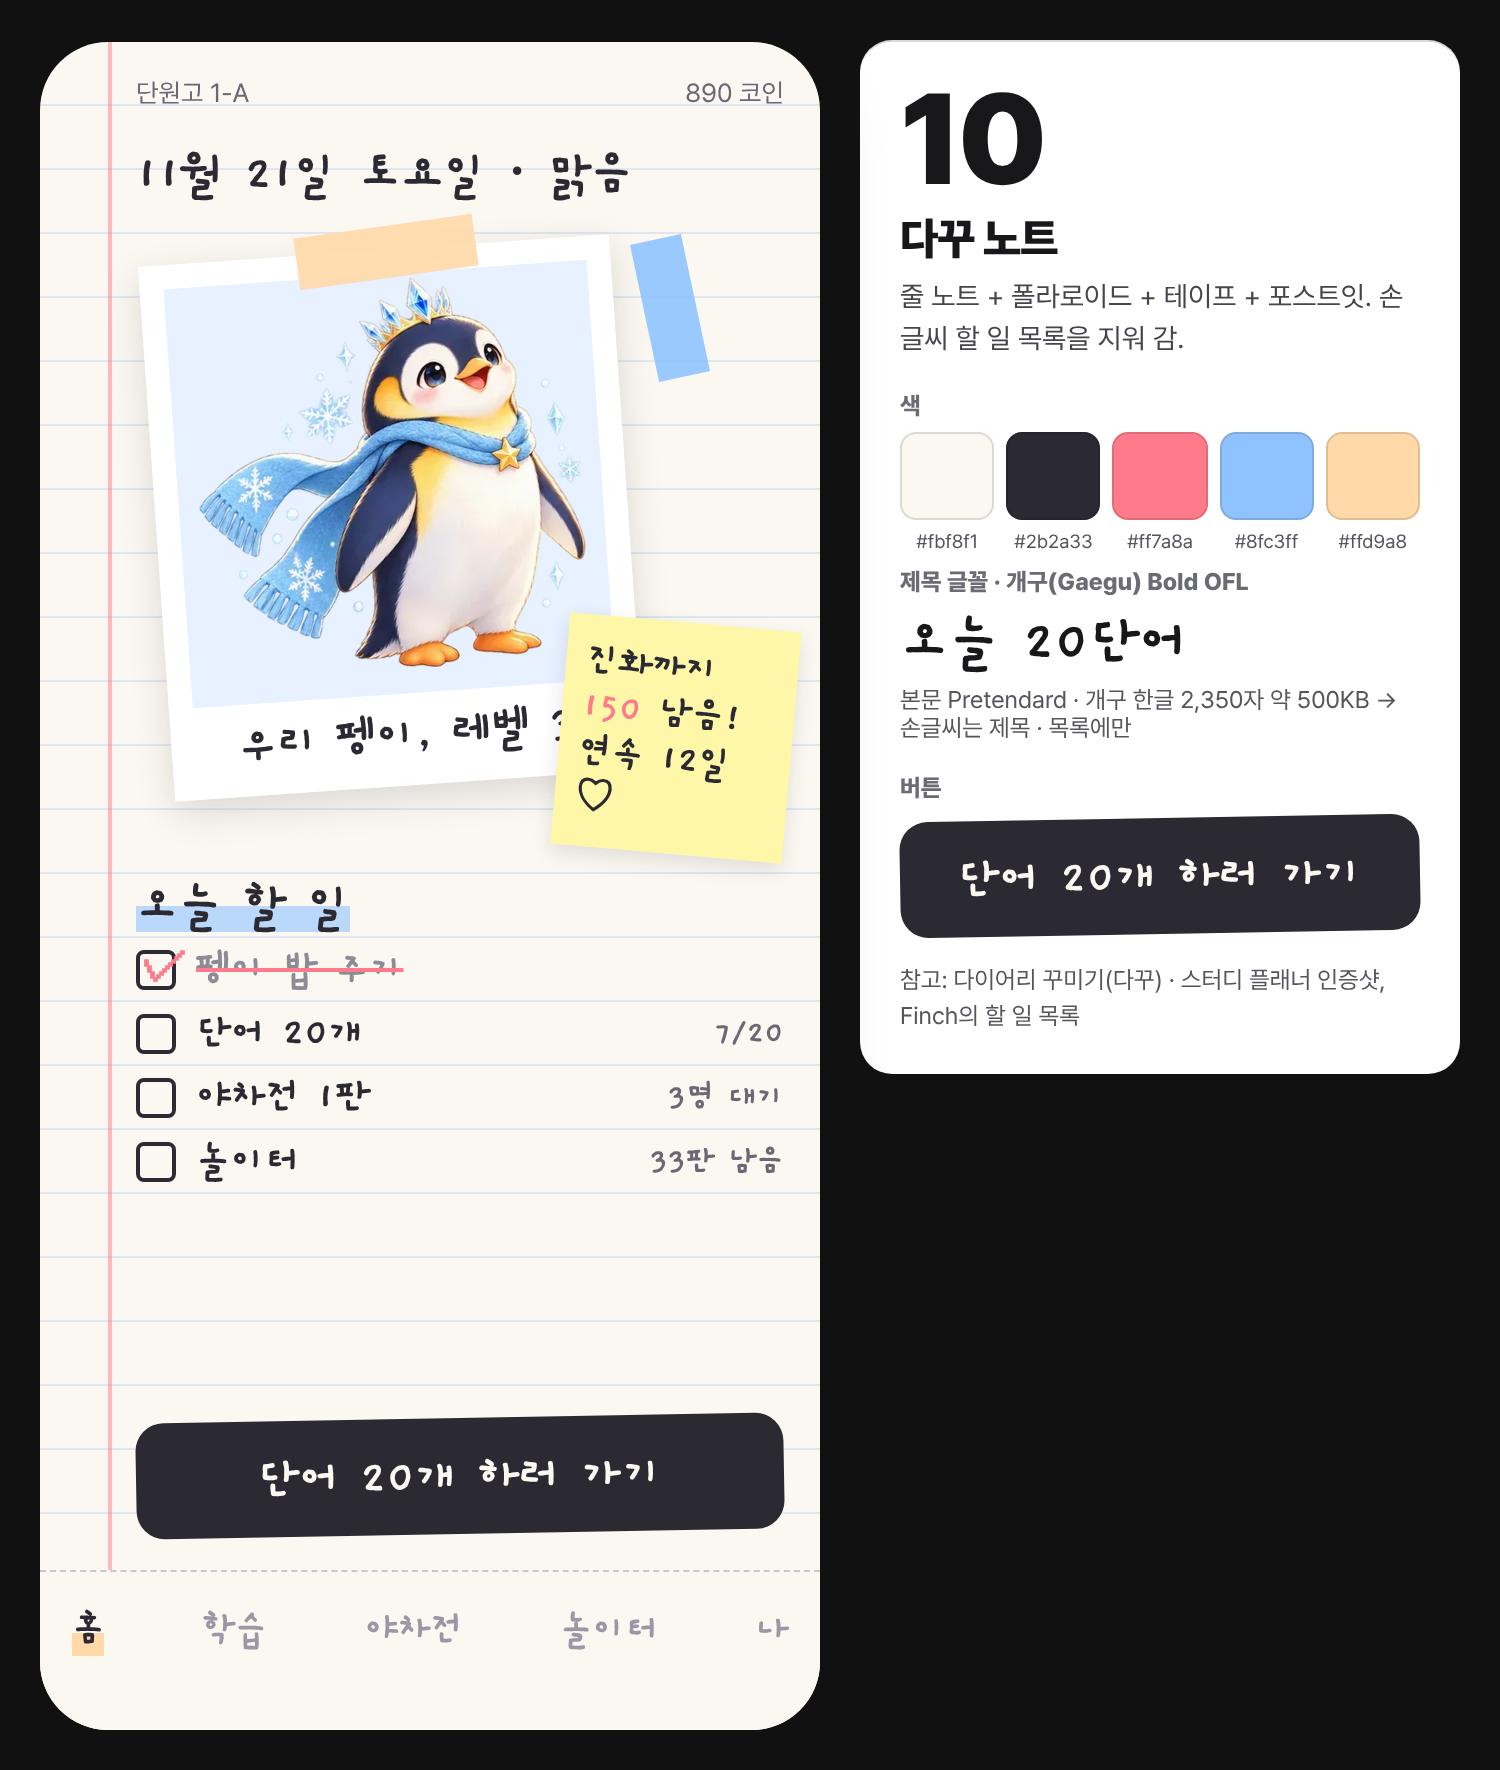 단원고 1-A
890 코인
11월 21일 토요일 · 맑음
우리 펭이, 레벨
진화까지
150 남음!
연속 12일
♡
오늘 할 일
펭이 밥 주기
단어 20개
7/20
야차전 1판
3명 대기
놀이터
33판 남음
단어 20개 하러 가기
홈
학습
야차전
놀이터
나
10
다꾸 노트
줄 노트 + 폴라로이드 + 테이프 + 포스트잇. 손
글씨 할 일 목록을 지워 감.
색
#fbf8f1
#2b2a33
#ff7a8a
#8fc3ff
#ffd9a8
제목 글꼴 · 개구(Gaegu) Bold OFL
오늘 20단어
본문 Pretendard · 개구 한글 2,350자 약 500KB →
손글씨는 제목 · 목록에만
버튼
단어 20개 하러 가기
참고: 다이어리 꾸미기(다꾸) · 스터디 플래너 인증샷,
Finch의 할 일 목록